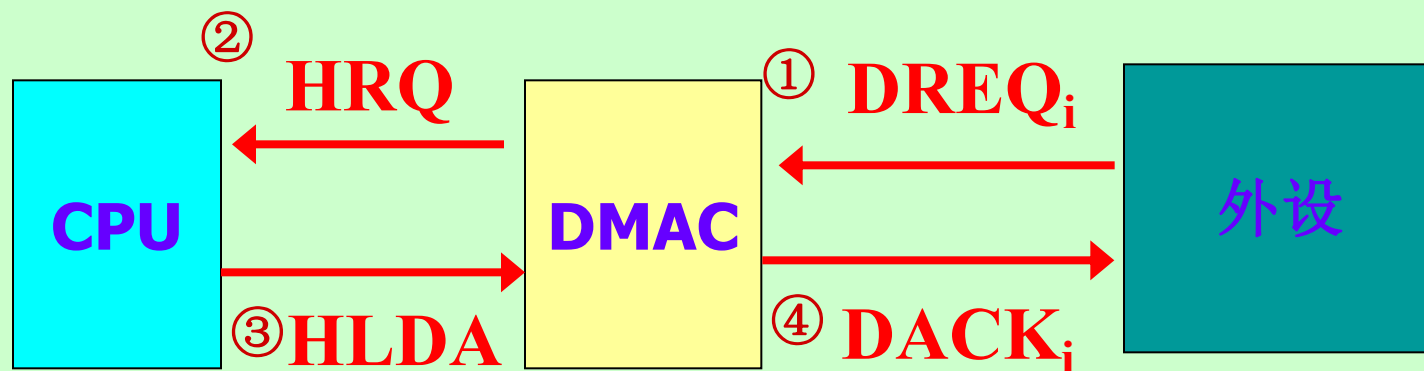 ②
HRQ
①
DREQi
CPU
DMAC
外设
③HLDA
④
DACKi